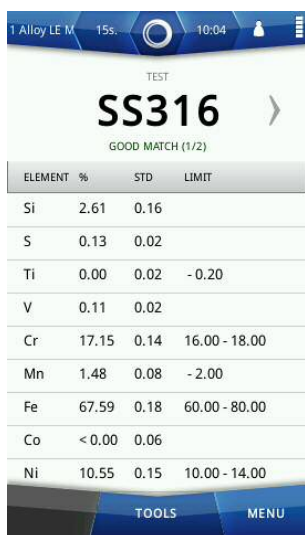 1 Alloy LE M 15s. 10:04
TEST
SS316
GOOD MATCH (1/2)
ELEMENT % STD LIMIT
Si 2.61 0.16
S 0.13 0.02
Ti 0.00 0.02 - 0.20
V 0.11 0.02
Cr 17.15 0.14 16.00 - 18.00
Mn 1.48 0.08 - 2.00
Fe 67.59 0.18 60.00 - 80.00
Co < 0.00 0.06
Ni 10.55 0.15 10.00 - 14.00
TOOLS MENU